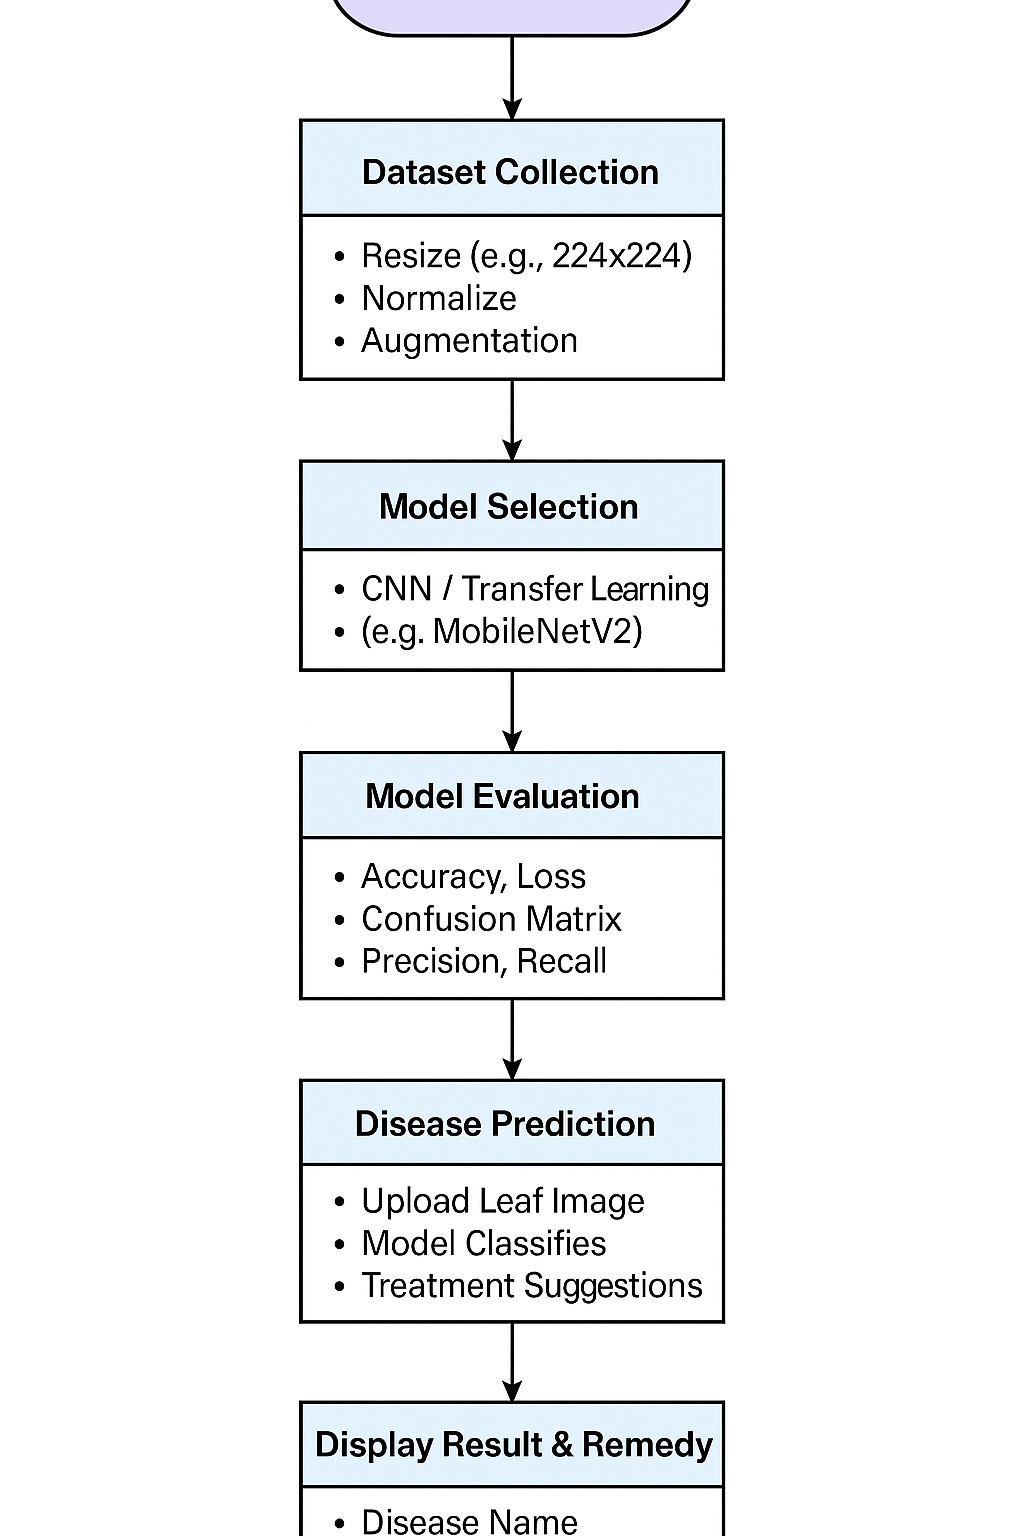 Dataset Collection
• Resize (e.g., 224x224)
• Normalize
• Augmentation
Model Selection
• CNN / Transfer Learning
• (e.g. MobileNetV2)
Model Evaluation
• Accuracy, Loss
• Confusion Matrix
• Precision, Recall
Disease Prediction
• Upload Leaf Image
• Model Classifies
• Treatment Suggestions
Display Result & Remedy
• Disease Name